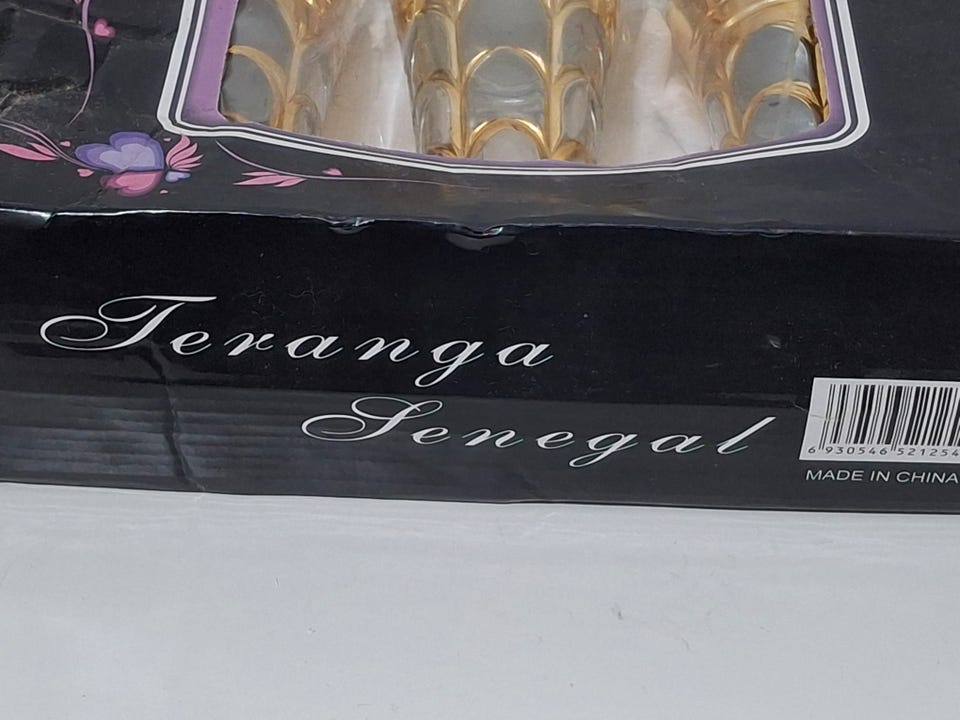 Teranga
Senegal
6 930546 521254
MADE IN CHINA